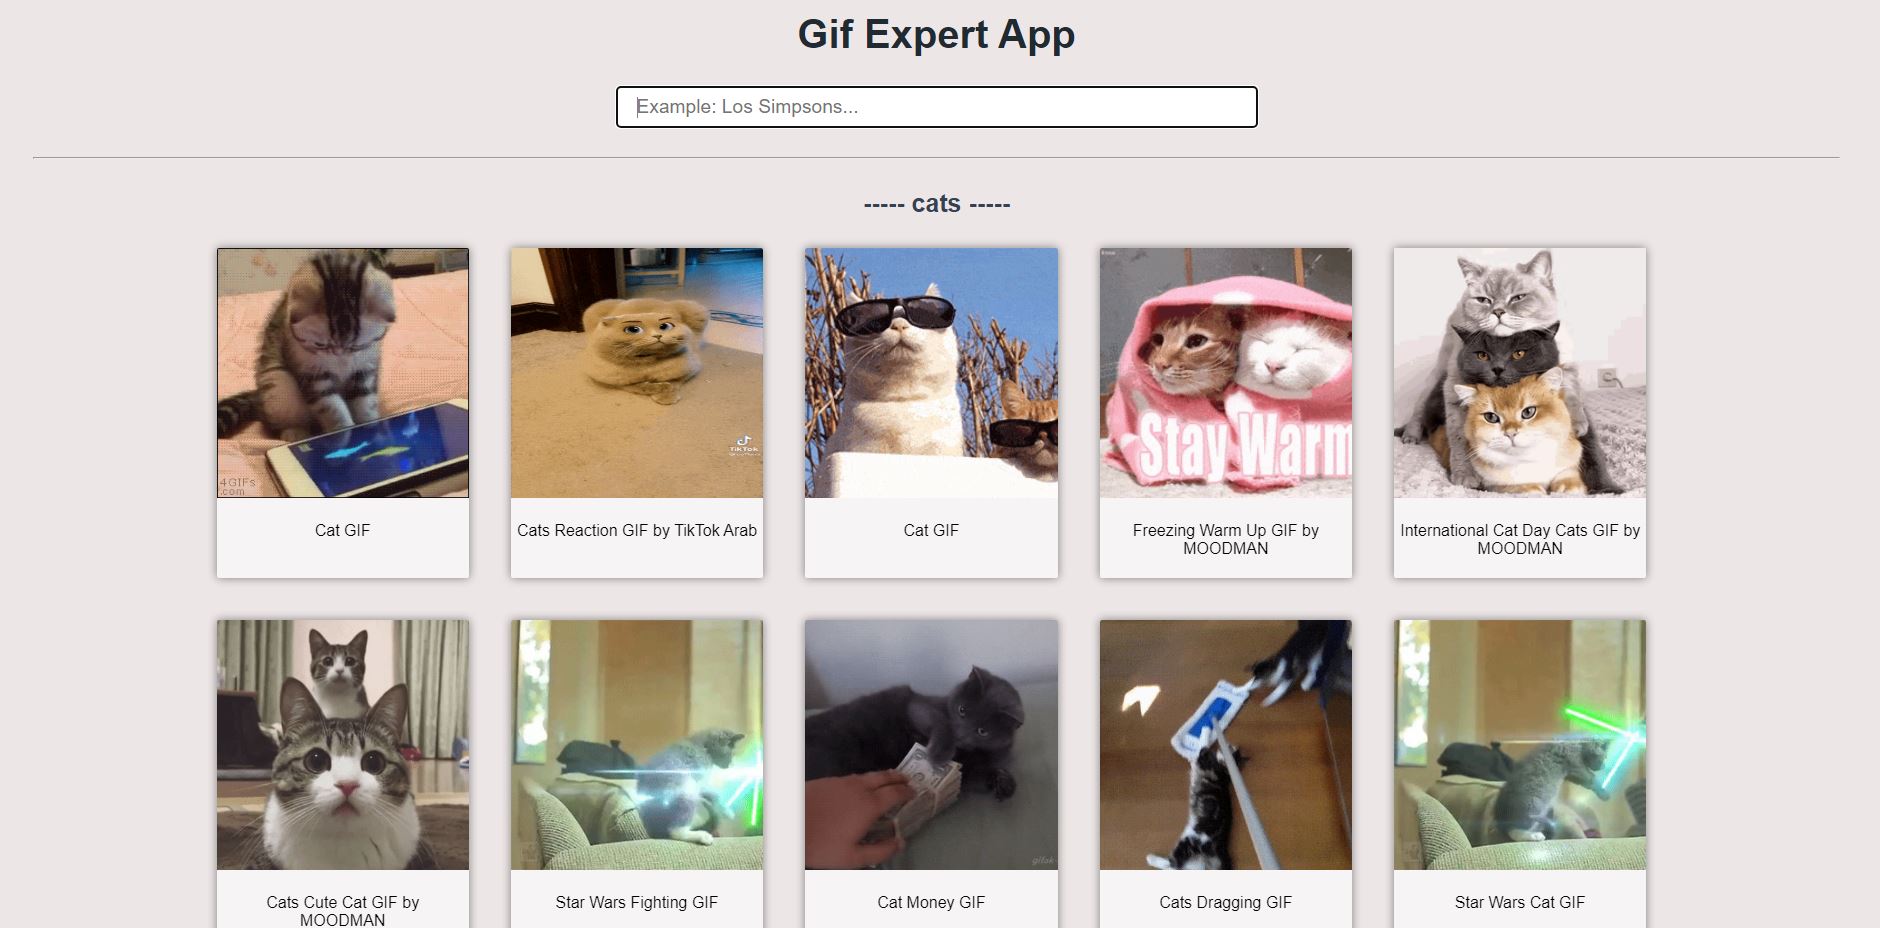 Gif Expert App
Example: Los Simpsons...
----- cats -----
4GIFs
.com
TikTok
Stay Warm
Cat GIF
Cats Reaction GIF by TikTok Arab
Cat GIF
Freezing Warm Up GIF by
MOODMAN
International Cat Day Cats GIF by
MOODMAN
Cats Cute Cat GIF by
MOODMAN
Star Wars Fighting GIF
Cat Money GIF
Cats Dragging GIF
Star Wars Cat GIF